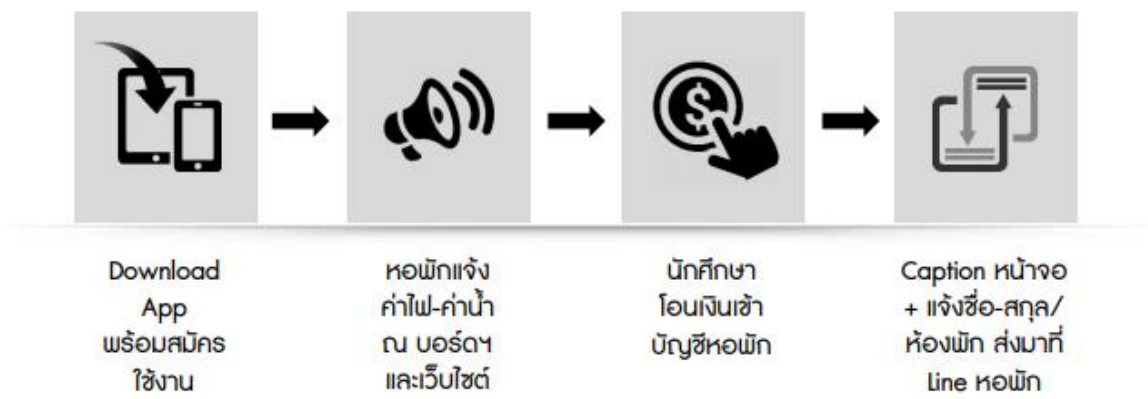 Download
App
พร้อมสมัคร
ใช้งาน
หอพักแจ้ง
ค่าไฟ-ค่าน้ำ
ณ บอร์ดฯ
และเว็บไซต์
นักศึกษา
โอนเงินเข้า
บัญชีหอพัก
Caption หน้าจอ
+ แจ้งชื่อ-สกุล/
ห้องพัก ส่งมาที่
Line หอพัก